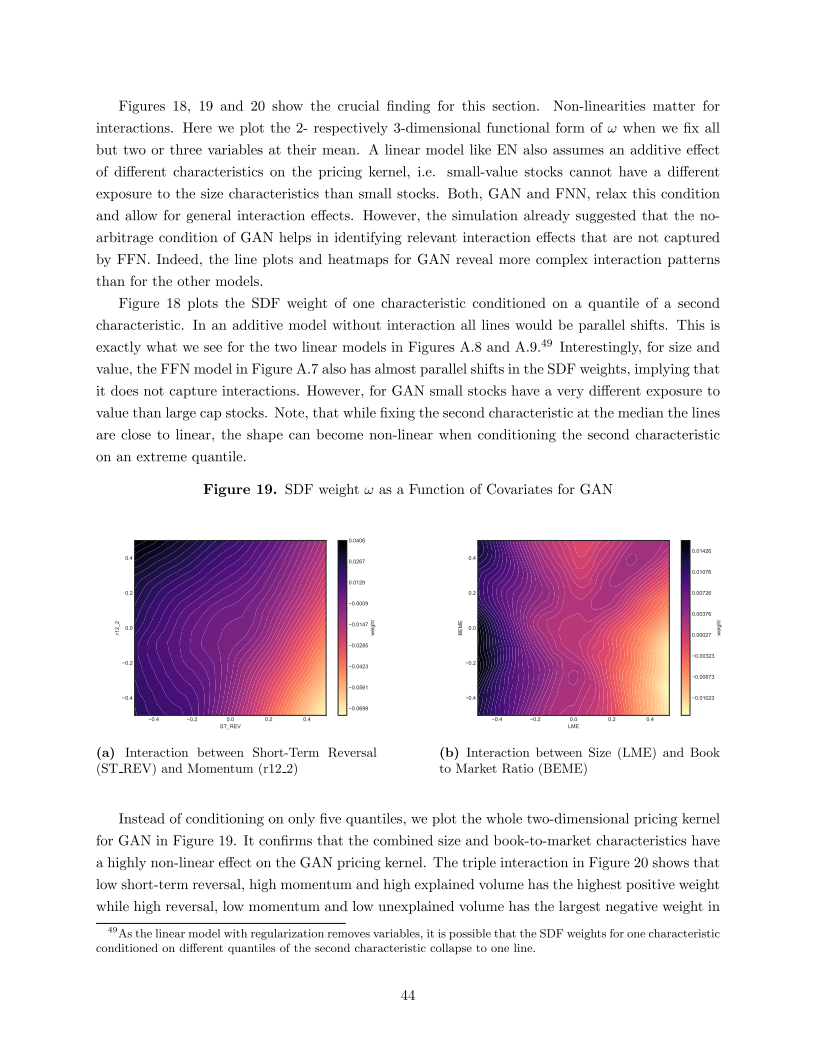 Figures 18, 19 and 20 show the crucial finding for this section. Non-linearities matter for
interactions. Here we plot the 2- respectively 3-dimensional functional form of ω when we fix all
but two or three variables at their mean. A linear model like EN also assumes an additive effect
of different characteristics on the pricing kernel, i.e. small-value stocks cannot have a different
exposure to the size characteristics than small stocks. Both, GAN and FNN, relax this condition
and allow for general interaction effects. However, the simulation already suggested that the no-
arbitrage condition of GAN helps in identifying relevant interaction effects that are not captured
by FFN. Indeed, the line plots and heatmaps for GAN reveal more complex interaction patterns
than for the other models.
Figure 18 plots the SDF weight of one characteristic conditioned on a quantile of a second
characteristic. In an additive model without interaction all lines would be parallel shifts. This is
exactly what we see for the two linear models in Figures A.8 and A.9.49 Interestingly, for size and
value, the FFN model in Figure A.7 also has almost parallel shifts in the SDF weights, implying that
it does not capture interactions. However, for GAN small stocks have a very different exposure to
value than large cap stocks. Note, that while fixing the second characteristic at the median the lines
are close to linear, the shape can become non-linear when conditioning the second characteristic
on an extreme quantile.
Figure 19. SDF weight ω as a Function of Covariates for GAN
0.4
0.2
0.0
−0.2
−0.4
r12_2
−0.4 −0.2 0.0 0.2 0.4
ST_REV
0.0406
0.0267
0.0129
−0.0009
−0.0147
−0.0285
−0.0423
−0.0561
−0.0699
weight
0.4
0.2
0.0
−0.2
−0.4
BEME
−0.4 −0.2 0.0 0.2 0.4
LME
0.01426
0.01076
0.00726
0.00376
0.00027
−0.00323
−0.00673
−0.01023
weight
(a) Interaction between Short-Term Reversal
(ST_REV) and Momentum (r12_2)
(b) Interaction between Size (LME) and Book
to Market Ratio (BEME)
Instead of conditioning on only five quantiles, we plot the whole two-dimensional pricing kernel
for GAN in Figure 19. It confirms that the combined size and book-to-market characteristics have
a highly non-linear effect on the GAN pricing kernel. The triple interaction in Figure 20 shows that
low short-term reversal, high momentum and high explained volume has the highest positive weight
while high reversal, low momentum and low unexplained volume has the largest negative weight in
49As the linear model with regularization removes variables, it is possible that the SDF weights for one characteristic
conditioned on different quantiles of the second characteristic collapse to one line.
44